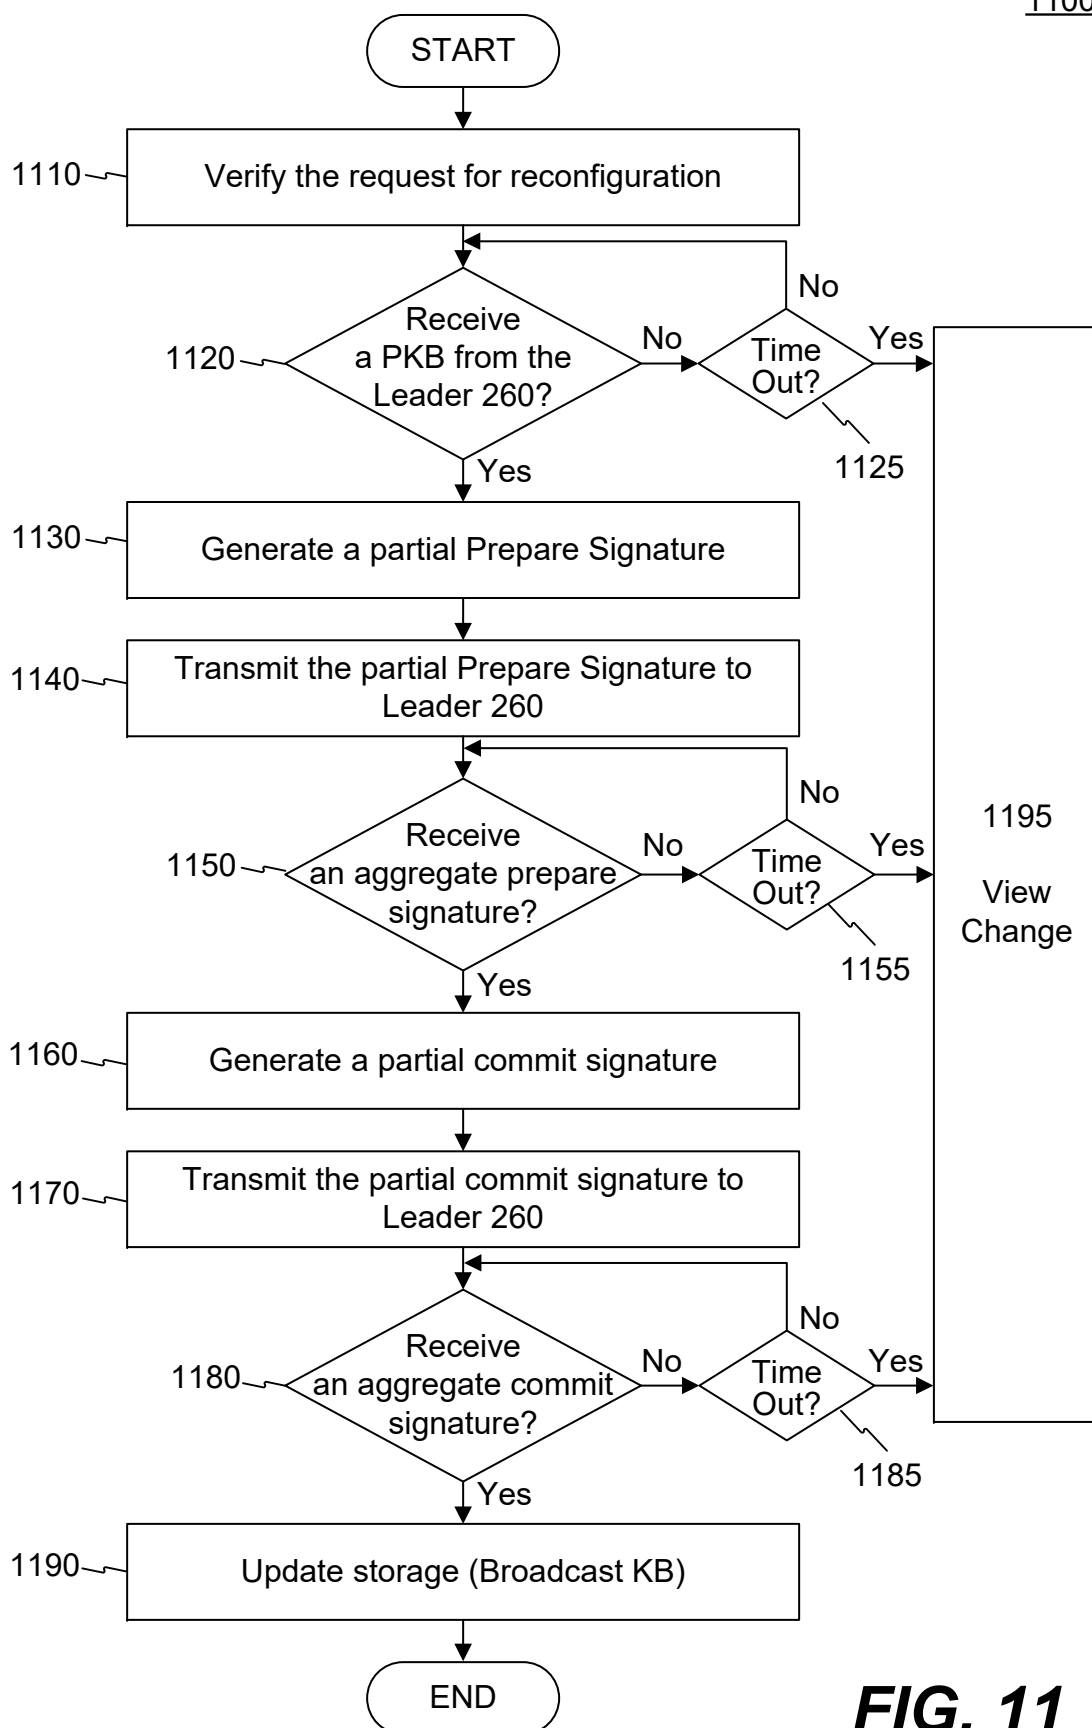 1100
START
1110
Verify the request for reconfiguration
No
Receive
a PKB from the
Leader 260?
1120
No
Time
Out?
Yes
1125
Yes
1130
Generate a partial Prepare Signature
1140
Transmit the partial Prepare Signature to
Leader 260
No
Receive
an aggregate prepare
signature?
1150
No
Time
Out?
Yes
1155
1195
View
Change
Yes
1160
Generate a partial commit signature
1170
Transmit the partial commit signature to
Leader 260
No
Receive
an aggregate commit
signature?
1180
No
Time
Out?
Yes
1185
Yes
1190
Update storage (Broadcast KB)
END
FIG. 11